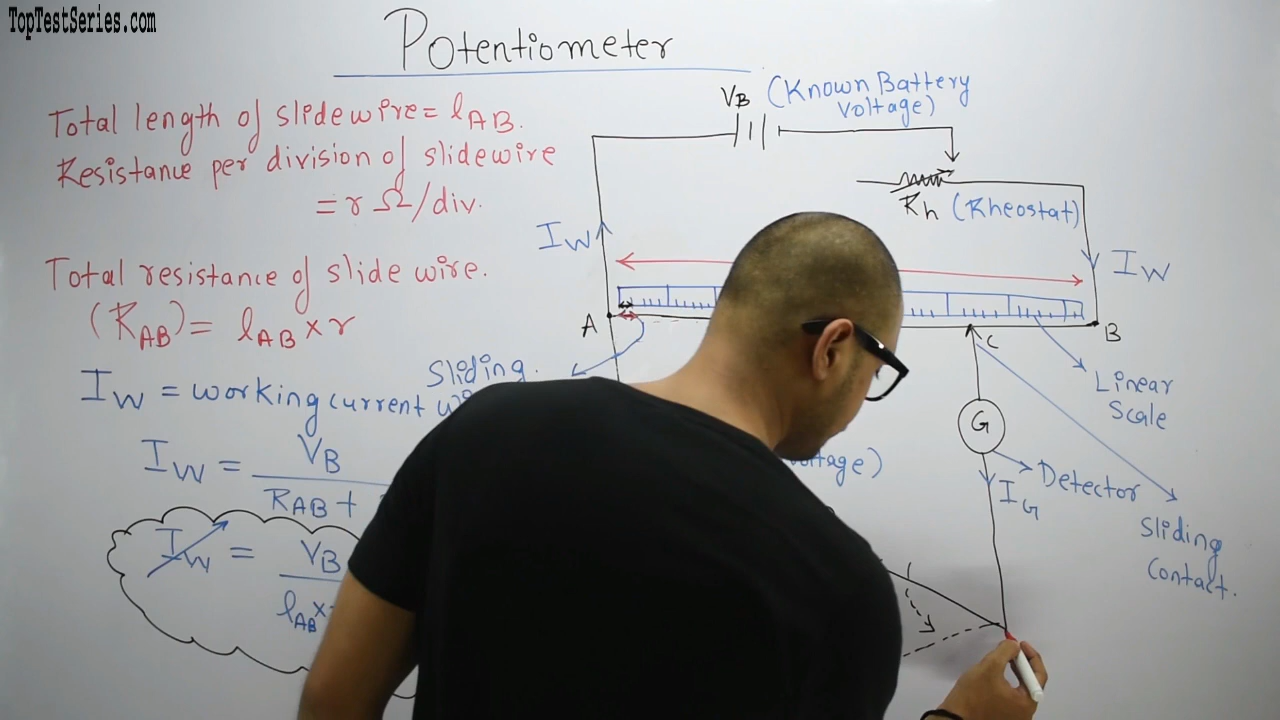 TopTestSeries.com
Potentiometer
Total length of slidewire = lAB.
Resistance per division of slidewire
= r Ω/div.
Total resistance of slide wire.
(RAB) = lAB × r
IW = working current
IW = VB
RAB +
IW = VB
lAB ×
VB (Known Battery
Voltage)
Rh (Rheostat)
IW
IW
A
B
C
Sliding.
Linear
Scale
G
Detector
IG
Sliding
Contact.